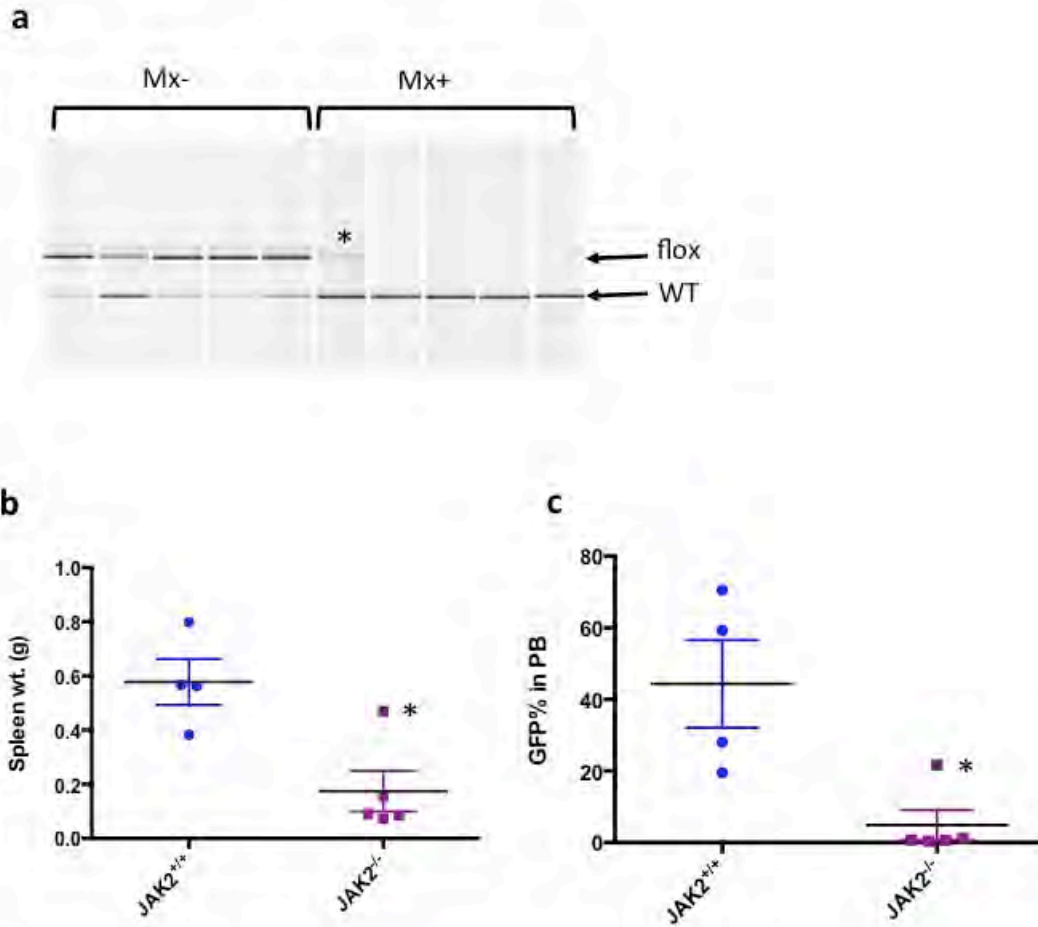 a
Mx- Mx+
*
flox
WT
b
Spleen wt. (g)
1.0
0.8
0.6
0.4
0.2
0.0
*
JAK2+/+ JAK2-/-
c
GFP% in PB
80
60
40
20
0
*
JAK2+/+ JAK2-/-